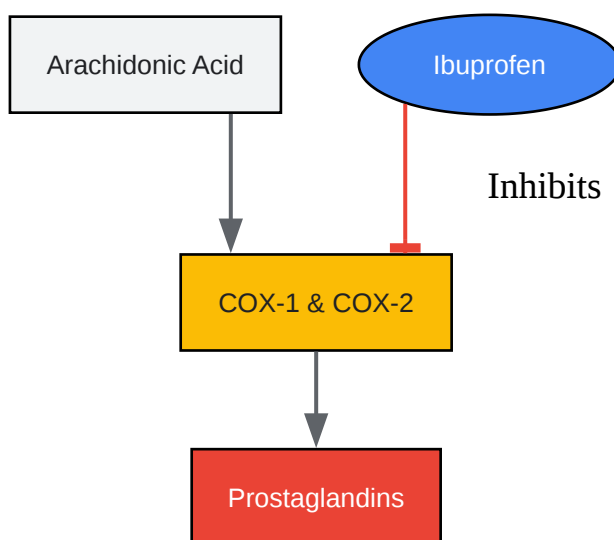 Arachidonic Acid
Ibuprofen
Inhibits
COX-1 & COX-2
Prostaglandins